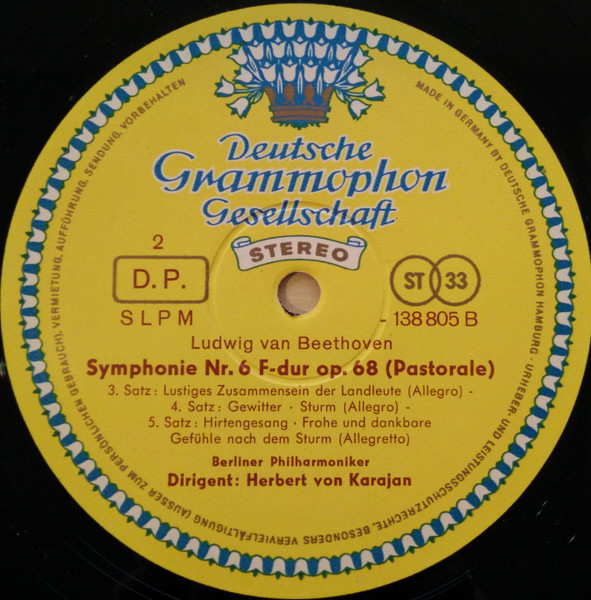 Deutsche
Grammophon
Gesellschaft
STEREO
2
D.P.
SLPM
ST 33
- 138 805 B
Ludwig van Beethoven
Symphonie Nr. 6 F-dur op. 68 (Pastorale)
3. Satz: Lustiges Zusammensein der Landleute (Allegro) -
4. Satz: Gewitter · Sturm (Allegro) -
5. Satz: Hirtengesang · Frohe und dankbare
Gefühle nach dem Sturm (Allegretto)
Berliner Philharmoniker
Dirigent: Herbert von Karajan
MADE IN GERMANY BY DEUTSCHE GRAMMOPHON HAMBURG · URHEBER- UND LEISTUNGSSCHUTZRECHTE, BESONDERS VERVIELFÄLTIGUNG (AUSSER ZUM PERSÖNLICHEN GEBRAUCH), VERMIETUNG, AUFFÜHRUNG, SENDUNG, VORBEHALTEN